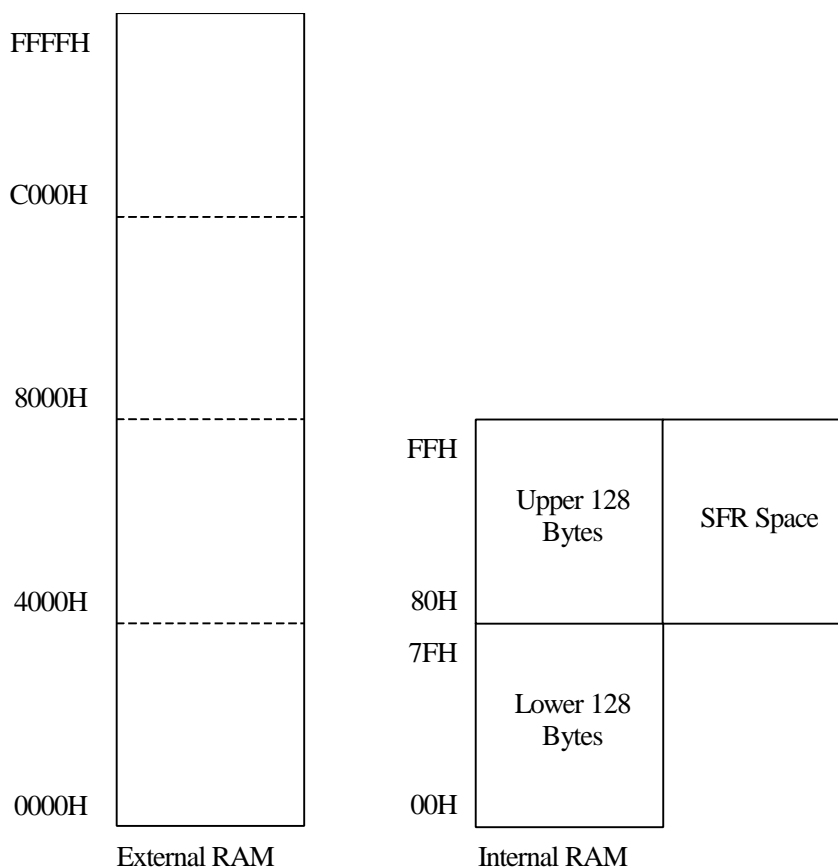 FFFFH
C000H
8000H
4000H
0000H
External RAM
FFH
80H
7FH
00H
Upper 128
Bytes
SFR Space
Lower 128
Bytes
Internal RAM